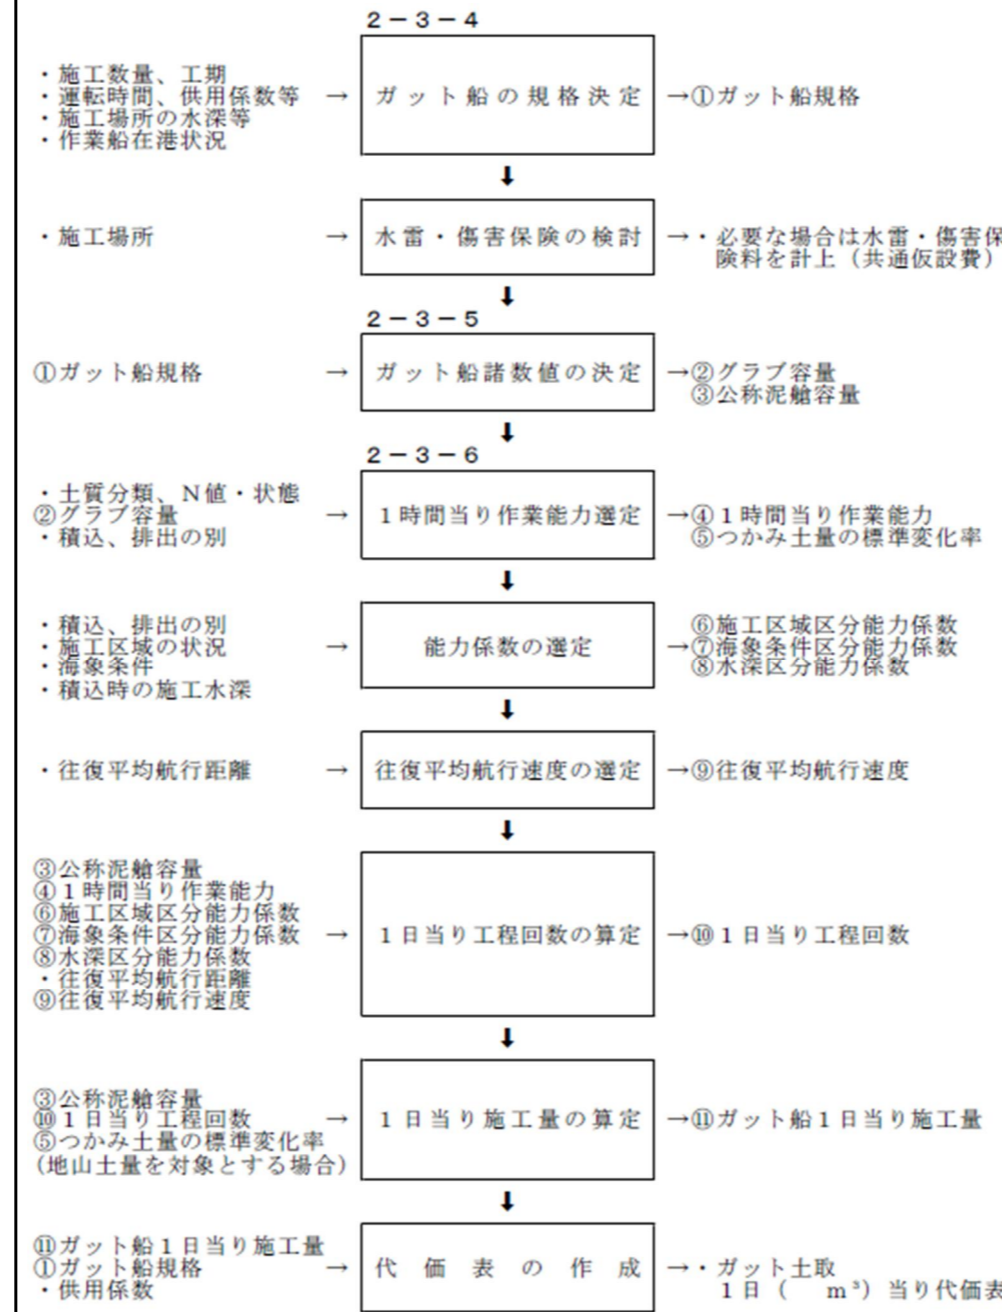 2－3－4
・施工数量、工期
・運転時間、供用係数等 → ガット船の規格決定 →①ガット船規格
・施工場所の水深等
・作業船在港状況
⬇
・施工場所 → 水雷・傷害保険の検討 →・必要な場合は水雷・傷害保
険料を計上（共通仮設費）
⬇
2－3－5
①ガット船規格 → ガット船諸数値の決定 →②グラブ容量
③公称泥艙容量
⬇
2－3－6
・土質分類、N値・状態
②グラブ容量 → 1時間当り作業能力選定 →④1時間当り作業能力
・積込、排出の別 ⑤つかみ土量の標準変化率
⬇
・積込、排出の別 ⑥施工区域区分能力係数
・施工区域の状況 → 能力係数の選定 →⑦海象条件区分能力係数
・海象条件 ⑧水深区分能力係数
・積込時の施工水深
⬇
・往復平均航行距離 → 往復平均航行速度の選定 →⑨往復平均航行速度
⬇
③公称泥艙容量
④1時間当り作業能力
⑥施工区域区分能力係数
⑦海象条件区分能力係数 → 1日当り工程回数の算定 →⑩1日当り工程回数
⑧水深区分能力係数
・往復平均航行距離
⑨往復平均航行速度
⬇
③公称泥艙容量
⑩1日当り工程回数 → 1日当り施工量の算定 →⑪ガット船1日当り施工量
⑤つかみ土量の標準変化率
(地山土量を対象とする場合)
⬇
⑪ガット船1日当り施工量
①ガット船規格 → 代価表の作成 →・ガット土取
・供用係数 1日（　　m³）当り代価表